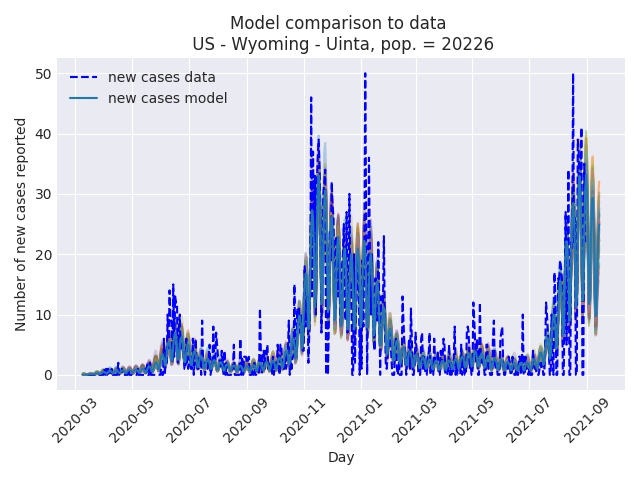 Model comparison to data
US - Wyoming - Uinta, pop. = 20226
new cases data
new cases model
Number of new cases reported
50
40
30
20
10
0
2020-03
2020-05
2020-07
2020-09
2020-11
2021-01
2021-03
2021-05
2021-07
2021-09
Day